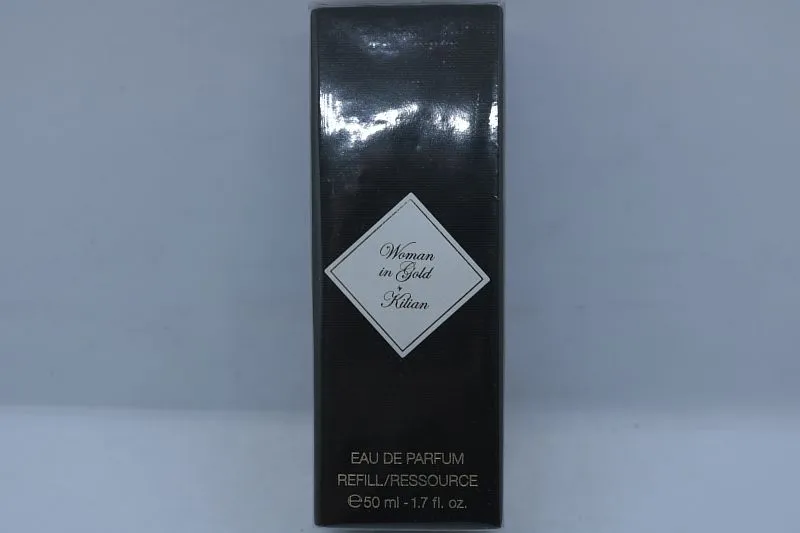 Woman
in Gold
Kilian
EAU DE PARFUM
REFILL/RESSOURCE
℮50 ml - 1.7 fl. oz.